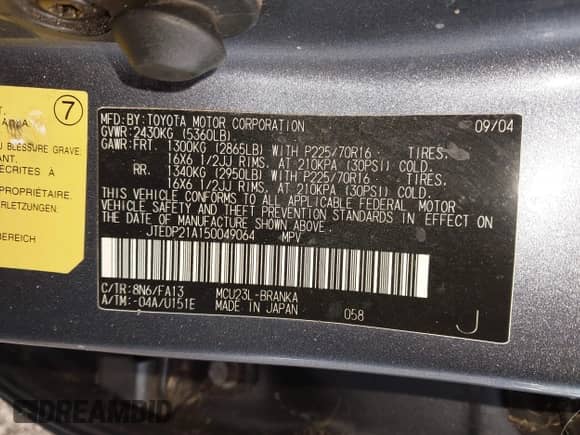 7
T.
U BLESSURE GRAVE.
ANT.
ECRITES À
PROPRIÉTAIRE.
ERLETZUNGEN.
BEREICH
MFD. BY: TOYOTA MOTOR CORPORATION 09/04
GVWR: 2430KG (5360LB)
GAWR: FRT. 1300KG (2865LB) WITH P225/70R16 TIRES.
16X6 1/2JJ RIMS, AT 210KPA (30PSI) COLD.
RR. 1340KG (2950LB) WITH P225/70R16 TIRES.
16X6 1/2JJ RIMS, AT 210KPA (30PSI) COLD.
THIS VEHICLE CONFORMS TO ALL APPLICABLE FEDERAL MOTOR
VEHICLE SAFETY AND THEFT PREVENTION STANDARDS IN EFFECT ON
THE DATE OF MANUFACTURE SHOWN ABOVE.
JTEDP21A150049064 MPV
C/TR: 8N6/FA13 MCU23L-BRANKA
A/TM: -04A/U151E MADE IN JAPAN 058 J
DREAMBID